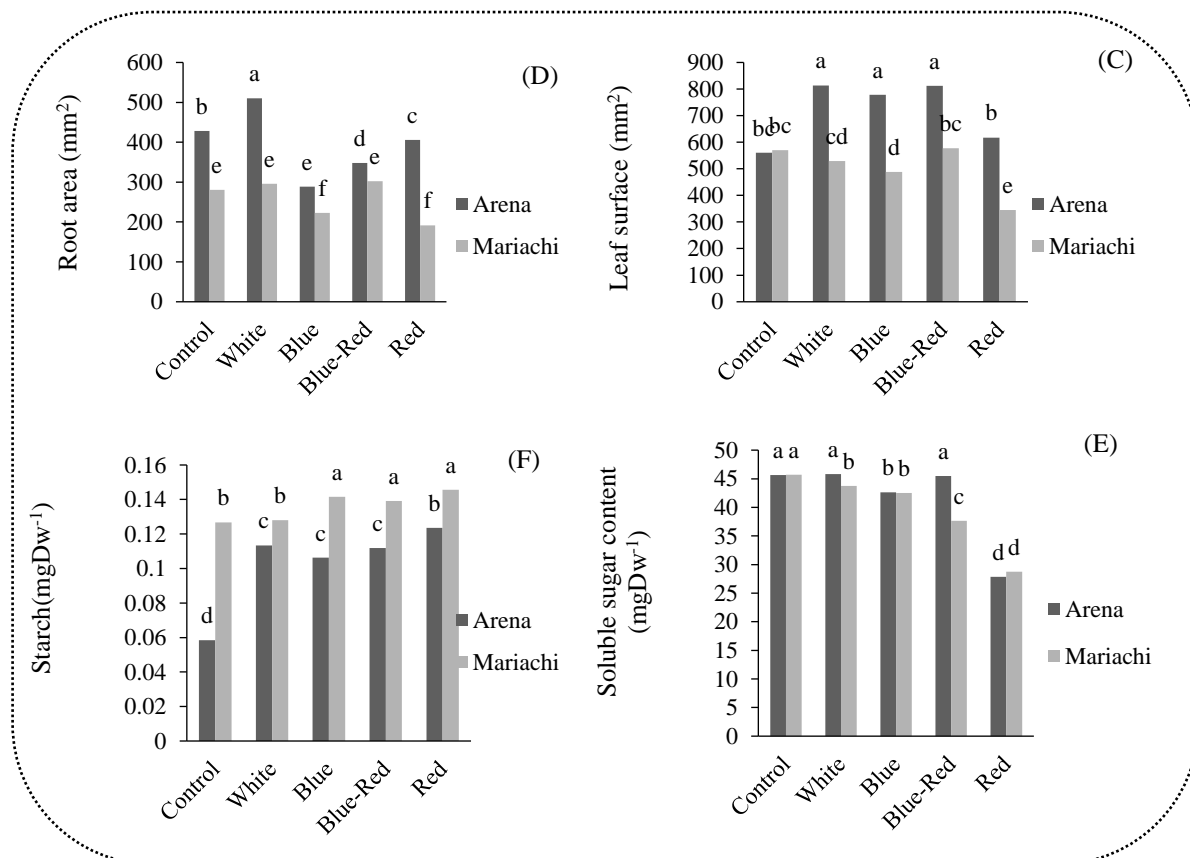 (D)
Root area (mm²)
600
500
400
300
200
100
0
b
e
a
e
e
f
d
e
c
f
Arena
Mariachi
Control
White
Blue
Blue-Red
Red
(C)
Leaf surface (mm²)
900
800
700
600
500
400
300
200
100
0
bc
bc
a
cd
a
d
a
bc
b
e
Arena
Mariachi
Control
White
Blue
Blue-Red
Red
(F)
Starch(mgDw⁻¹)
0.16
0.14
0.12
0.1
0.08
0.06
0.04
0.02
0
d
b
c
b
c
a
c
a
b
a
Arena
Mariachi
Control
White
Blue
Blue-Red
Red
(E)
Soluble sugar content
(mgDw⁻¹)
50
45
40
35
30
25
20
15
10
5
0
a
a
a
b
b
b
a
c
d
d
Arena
Mariachi
Control
White
Blue
Blue-Red
Red